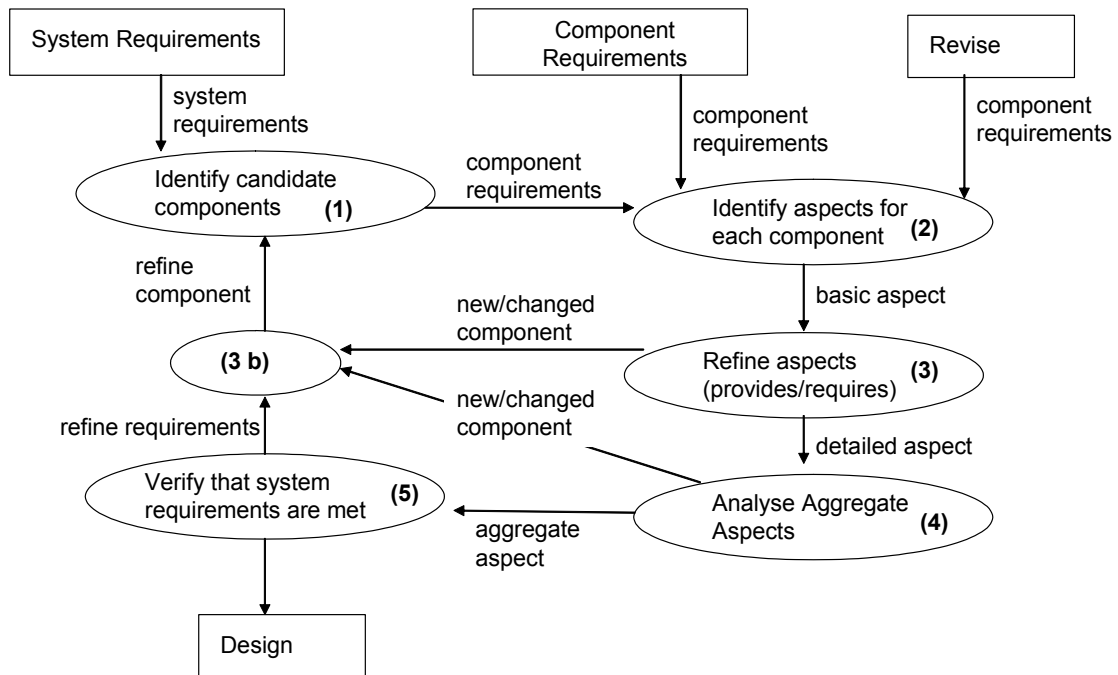 System Requirements
Component
Requirements
Revise
system
requirements
component
requirements
component
requirements
Identify candidate
components
(1)
component
requirements
Identify aspects for
each component
(2)
refine
component
basic aspect
new/changed
component
(3 b)
Refine aspects
(provides/requires)
(3)
new/changed
component
refine requirements
detailed aspect
Verify that system
requirements are met
(5)
Analyse Aggregate
Aspects
(4)
aggregate
aspect
Design